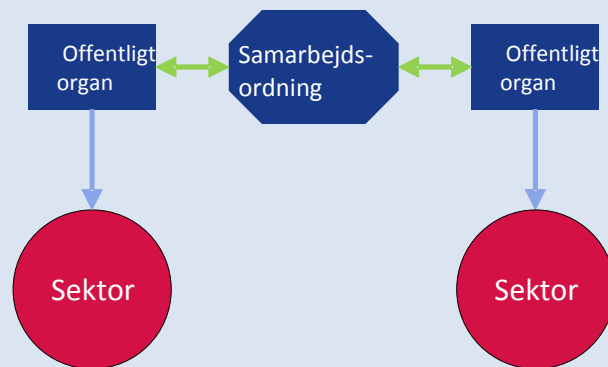 Offentligt
organ
Samarbejds-
ordning
Offentligt
organ
Sektor
Sektor